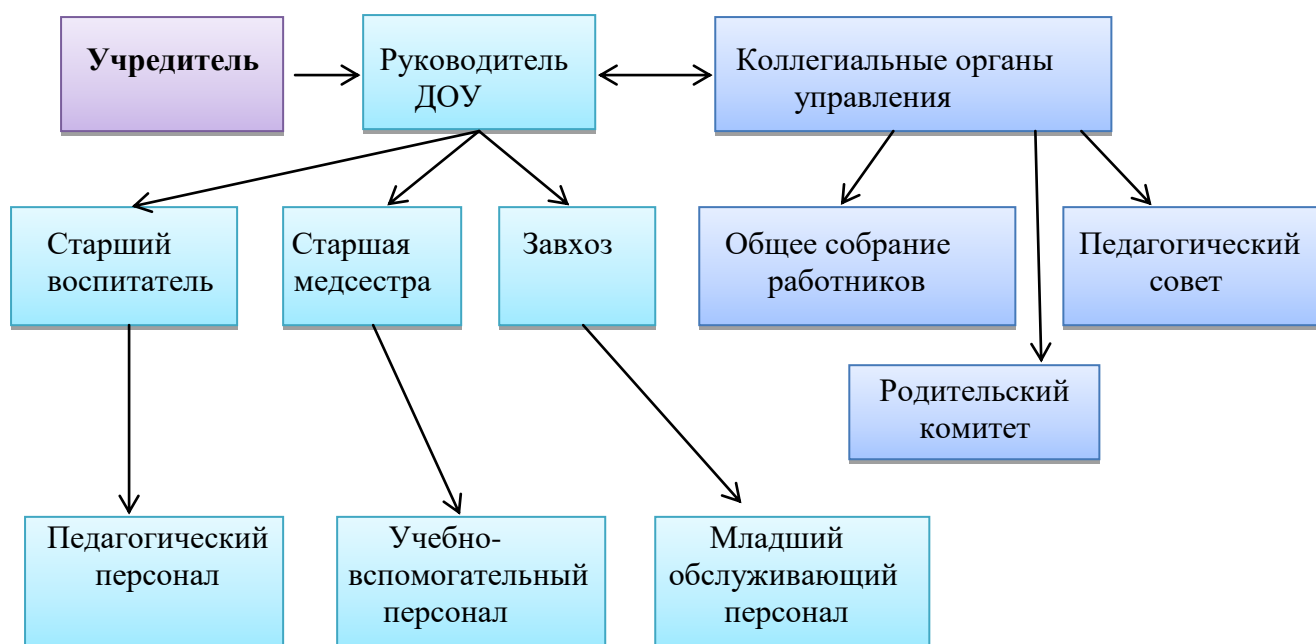 Учредитель
Руководитель
ДОУ
Коллегиальные органы
управления
Старший
воспитатель
Старшая
медсестра
Завхоз
Общее собрание
работников
Педагогический
совет
Родительский
комитет
Педагогический
персонал
Учебно-
вспомогательный
персонал
Младший
обслуживающий
персонал